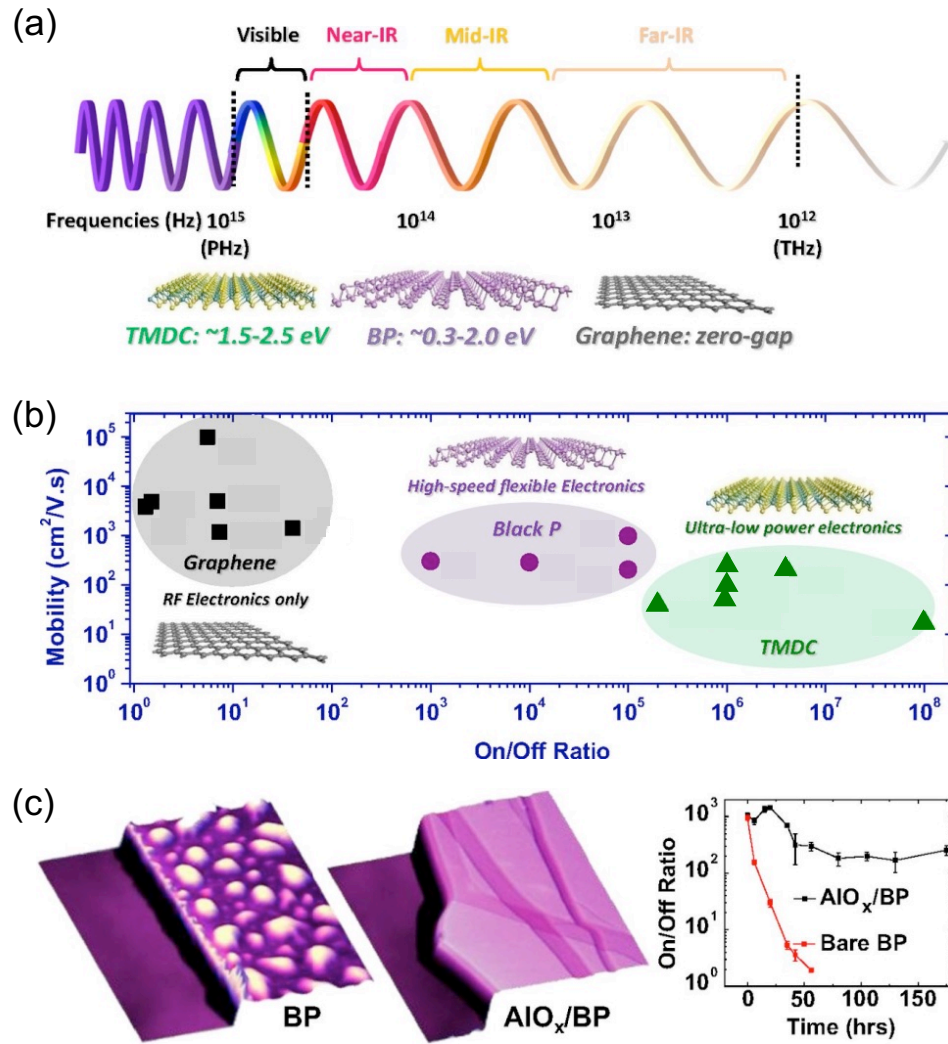 (a)
Visible Near-IR Mid-IR Far-IR
Frequencies (Hz) 10¹⁵ 10¹⁴ 10¹³ 10¹²
(PHz) (THz)
TMDC: ~1.5-2.5 eV BP: ~0.3-2.0 eV Graphene: zero-gap
(b)
Mobility (cm²/V.s)
10⁵
10⁴
10³
10²
10¹
10⁰
Graphene
RF Electronics only
High-speed flexible Electronics
Black P
Ultra-low power electronics
TMDC
10⁰ 10¹ 10² 10³ 10⁴ 10⁵ 10⁶ 10⁷ 10⁸
On/Off Ratio
(c)
BP
AlOₓ/BP
On/Off Ratio
10³
10²
10¹
10⁰
AlOₓ/BP
Bare BP
0 50 100 150
Time (hrs)